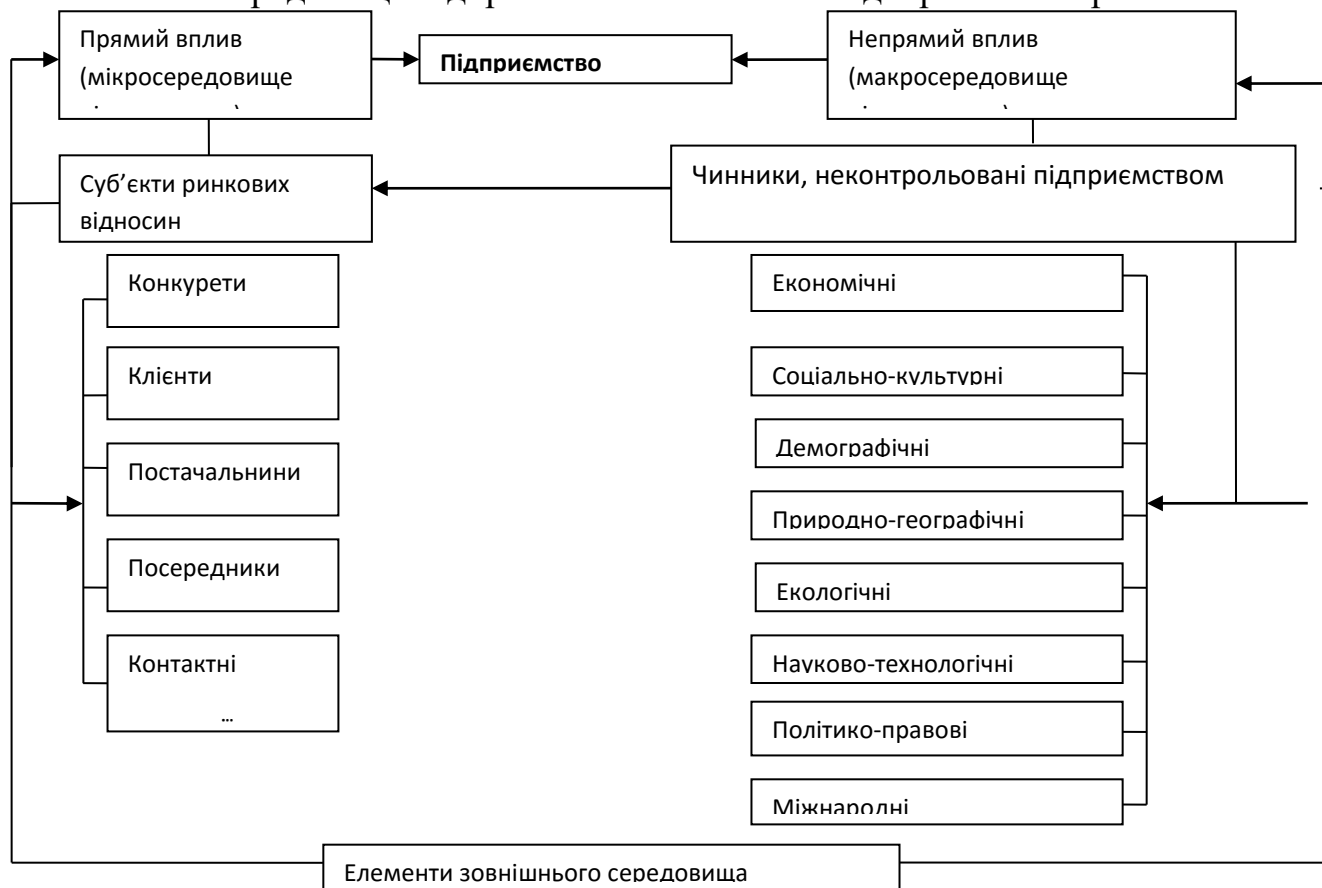 Прямий вплив
(мікросередовище
Підприємство
Непрямий вплив
(макросередовище
Суб’єкти ринкових
відносин
Чинники, неконтрольовані підприємством
Конкурети
Клієнти
Постачальнини
Посередники
Контактні
…
Економічні
Соціально-культурні
Демографічні
Природно-географічні
Екологічні
Науково-технологічні
Політико-правові
Міжнародні
Елементи зовнішнього середовища